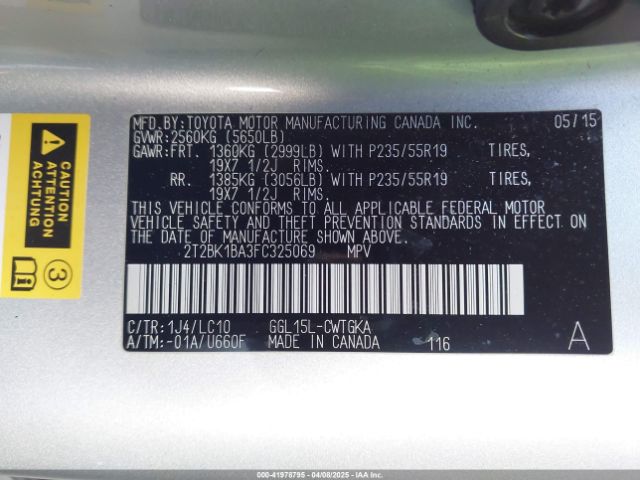 MFD.BY:TOYOTA MOTOR MANUFACTURING CANADA INC. 05/15
GVWR:2560KG (5650LB)
GAWR:FRT. 1360KG (2999LB) WITH P235/55R19 TIRES,
19X7 1/2J RIMS.
RR. 1385KG (3056LB) WITH P235/55R19 TIRES,
19X7 1/2J RIMS.
THIS VEHICLE CONFORMS TO ALL APPLICABLE FEDERAL MOTOR
VEHICLE SAFETY AND THEFT PREVENTION STANDARDS IN EFFECT ON
THE DATE OF MANUFACTURE SHOWN ABOVE.
2T2BK1BA3FC325069 MPV
C/TR:1J4/LC10 GGL15L-CWTGKA
A/TM:-01A/U660F MADE IN CANADA 116 A
CAUTION
ATTENTION
3
000-41978795 - 04/08/2025 - IAAI.COM